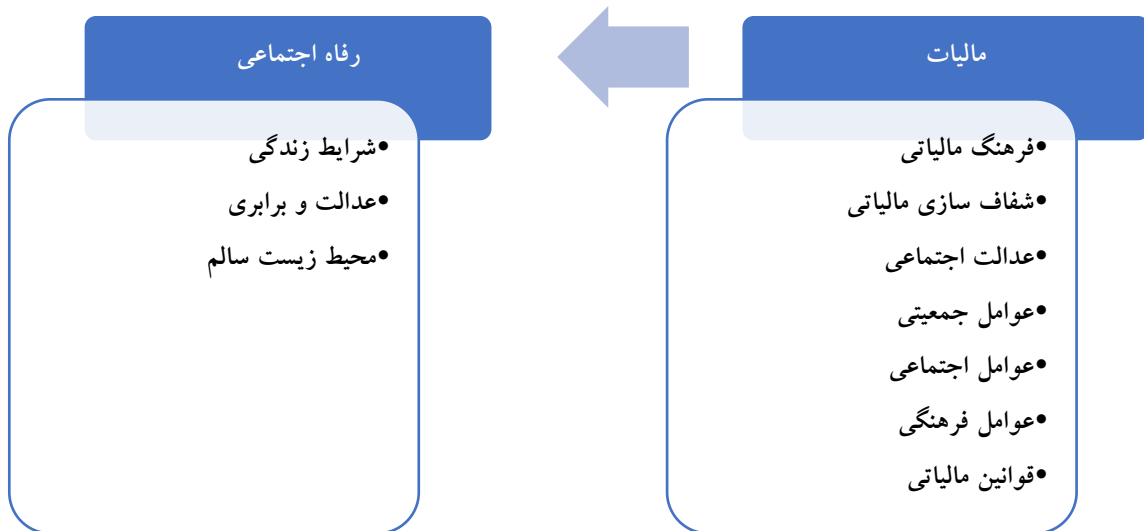 مالیات
•فرهنگ مالیاتی
•شفاف سازی مالیاتی
•عدالت اجتماعی
•عوامل جمعیتی
•عوامل اجتماعی
•عوامل فرهنگی
•قوانین مالیاتی
رفاه اجتماعی
•شرایط زندگی
•عدالت و برابری
•محیط زیست سالم